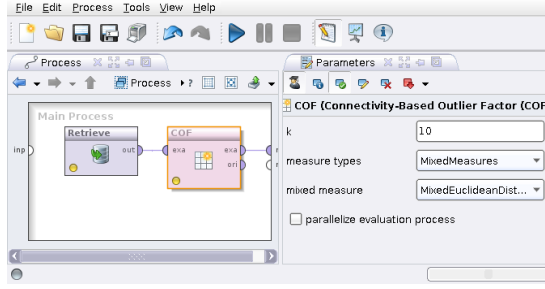 File Edit Process Tools View Help
Process
Parameters
Process ?
Main Process
Retrieve
COF
inp
out
exa
exa
ori
COF (Connectivity-Based Outlier Factor (COF
k
10
measure types
MixedMeasures
mixed measure
MixedEuclideanDist...
parallelize evaluation process